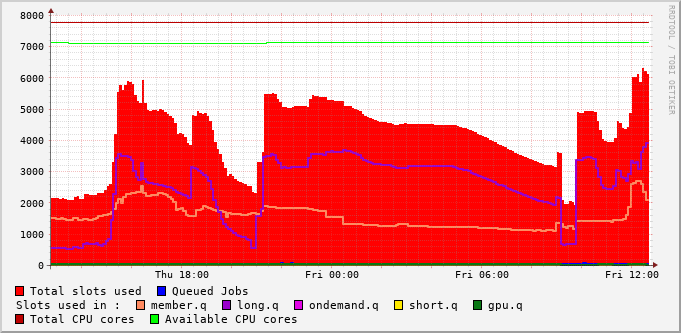 8000
7000
6000
5000
4000
3000
2000
1000
0
Thu 18:00 Fri 00:00 Fri 06:00 Fri 12:00
RRDTOOL / TOBI OETIKER
Total slots used Queued Jobs
Slots used in : member.q long.q ondemand.q short.q gpu.q
Total CPU cores Available CPU cores